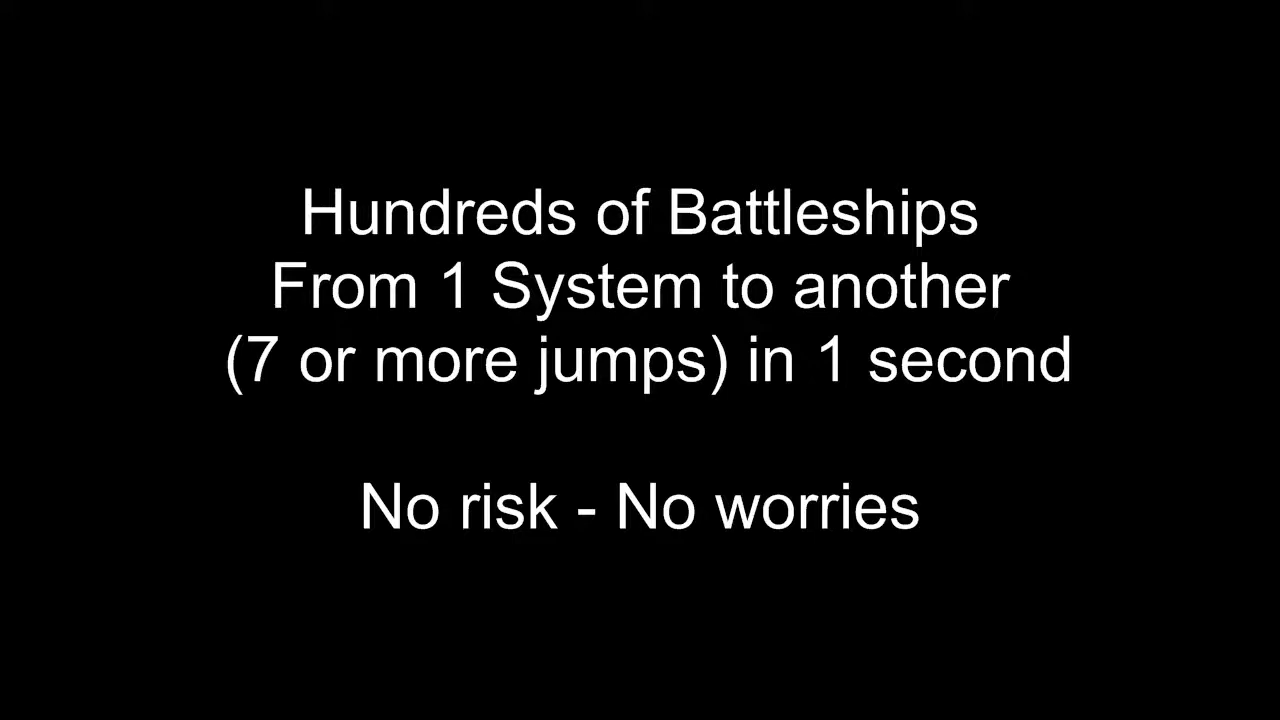 Hundreds of Battleships
From 1 System to another
(7 or more jumps) in 1 second
No risk - No worries